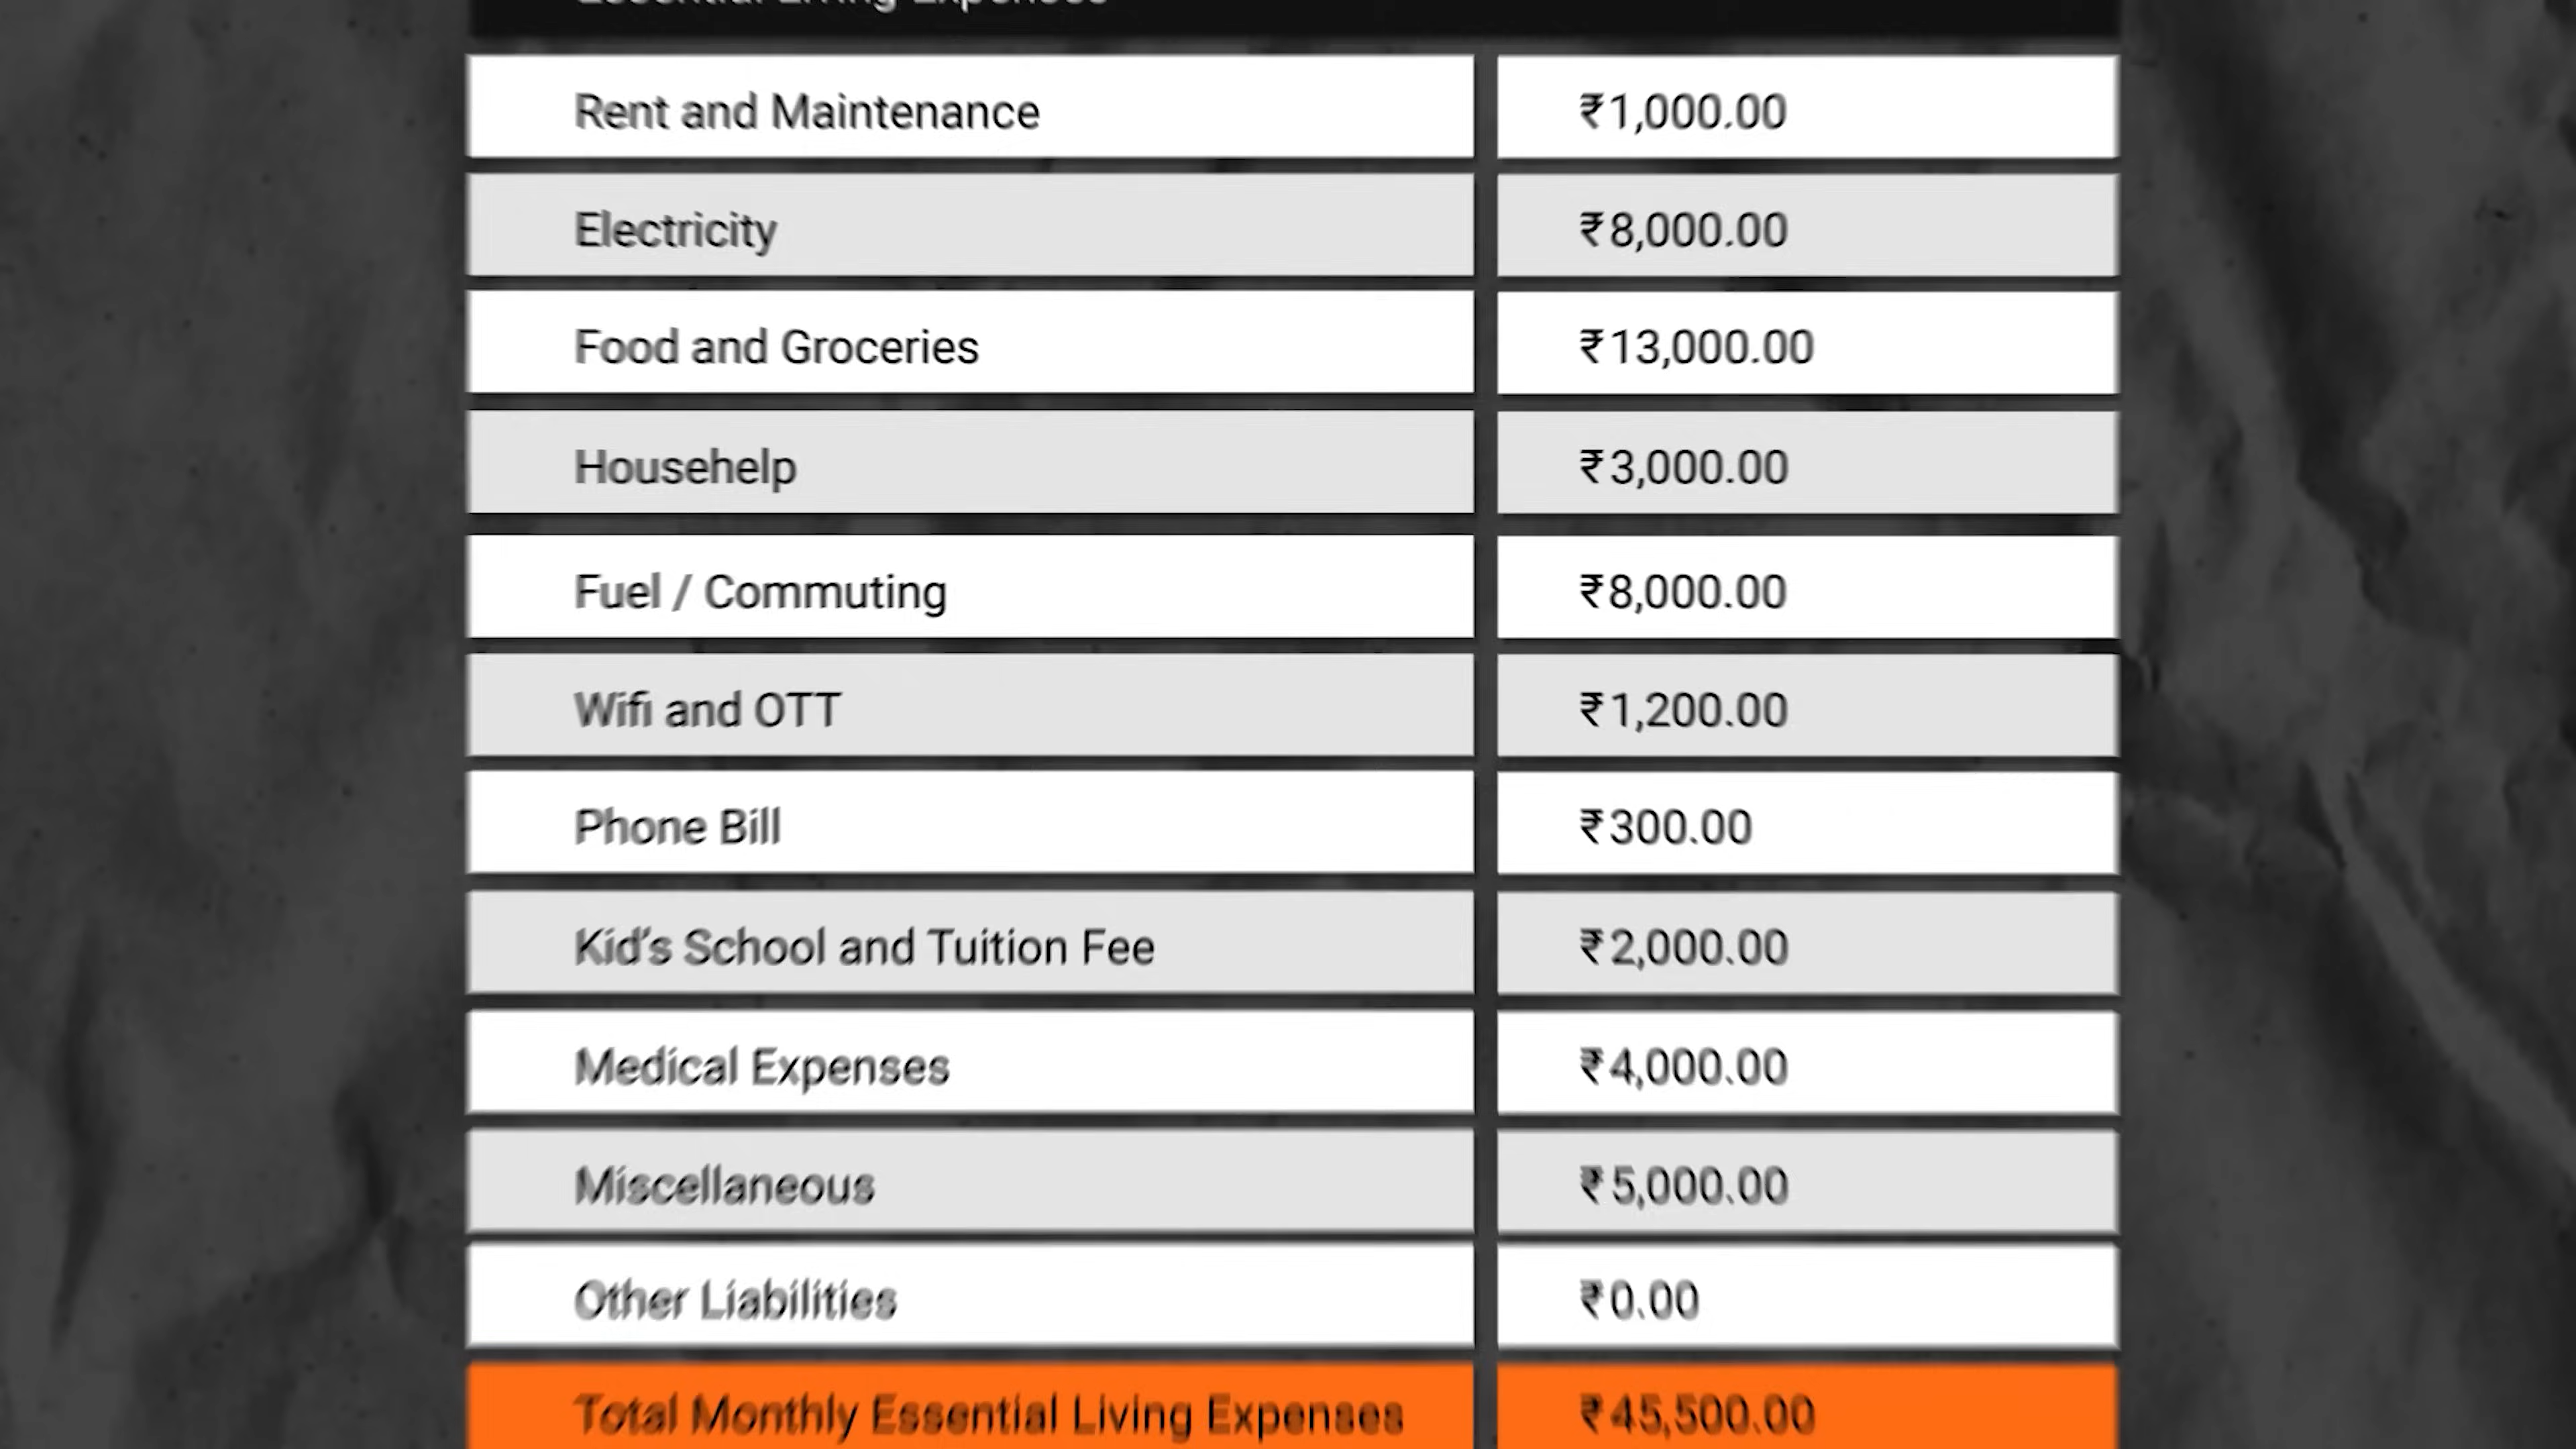 Essential Living Expenses
Rent and Maintenance ₹1,000.00
Electricity ₹8,000.00
Food and Groceries ₹13,000.00
Househelp ₹3,000.00
Fuel / Commuting ₹8,000.00
Wifi and OTT ₹1,200.00
Phone Bill ₹300.00
Kid's School and Tuition Fee ₹2,000.00
Medical Expenses ₹4,000.00
Miscellaneous ₹5,000.00
Other Liabilities ₹0.00
Total Monthly Essential Living Expenses ₹45,500.00